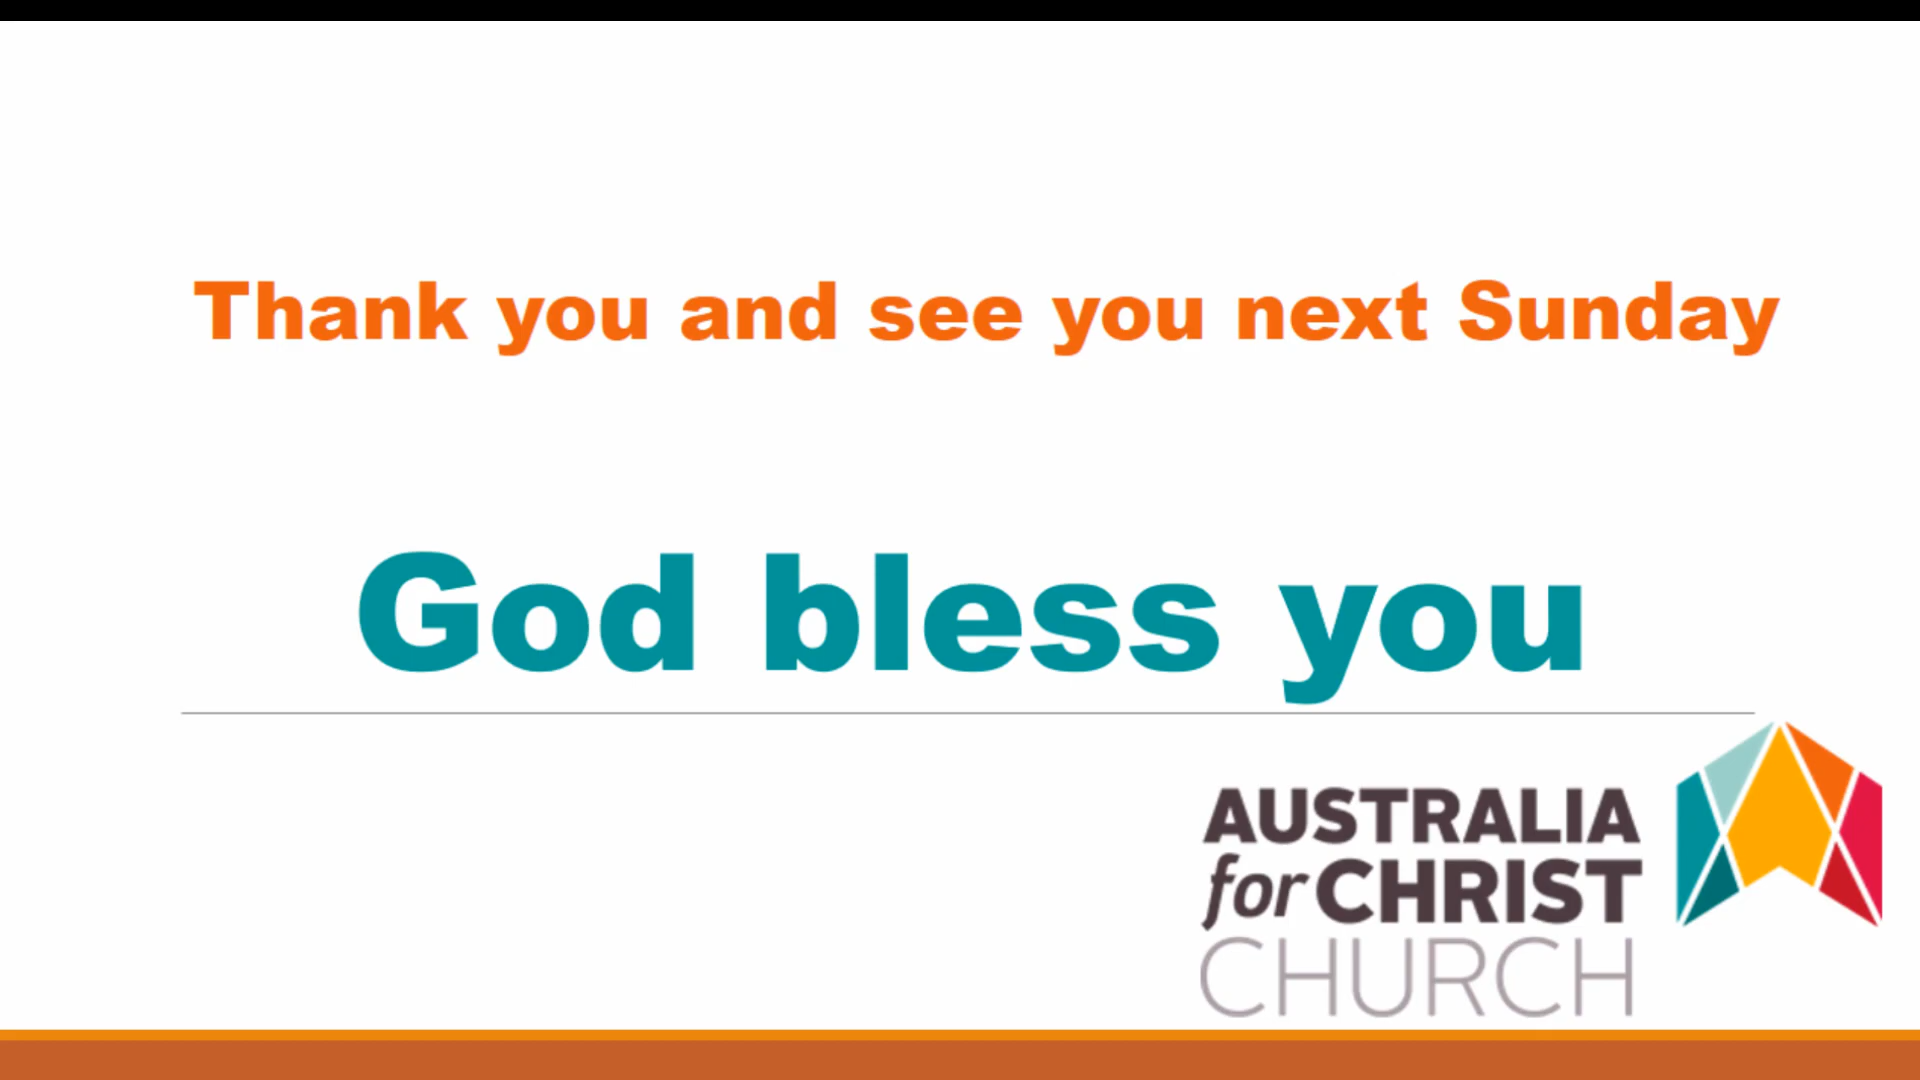 Thank you and see you next Sunday
God bless you
AUSTRALIA
for CHRIST
CHURCH